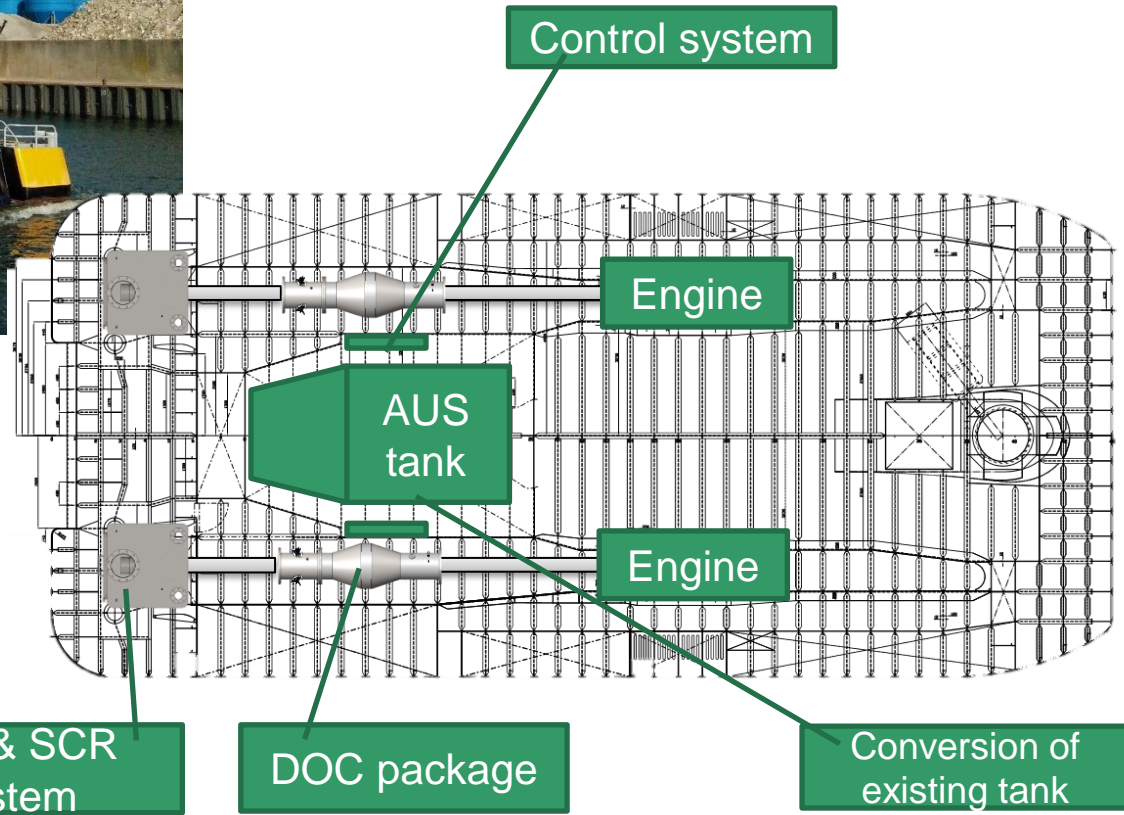 Control system
Engine
AUS
tank
Engine
& SCR
stem
DOC package
Conversion of
existing tank